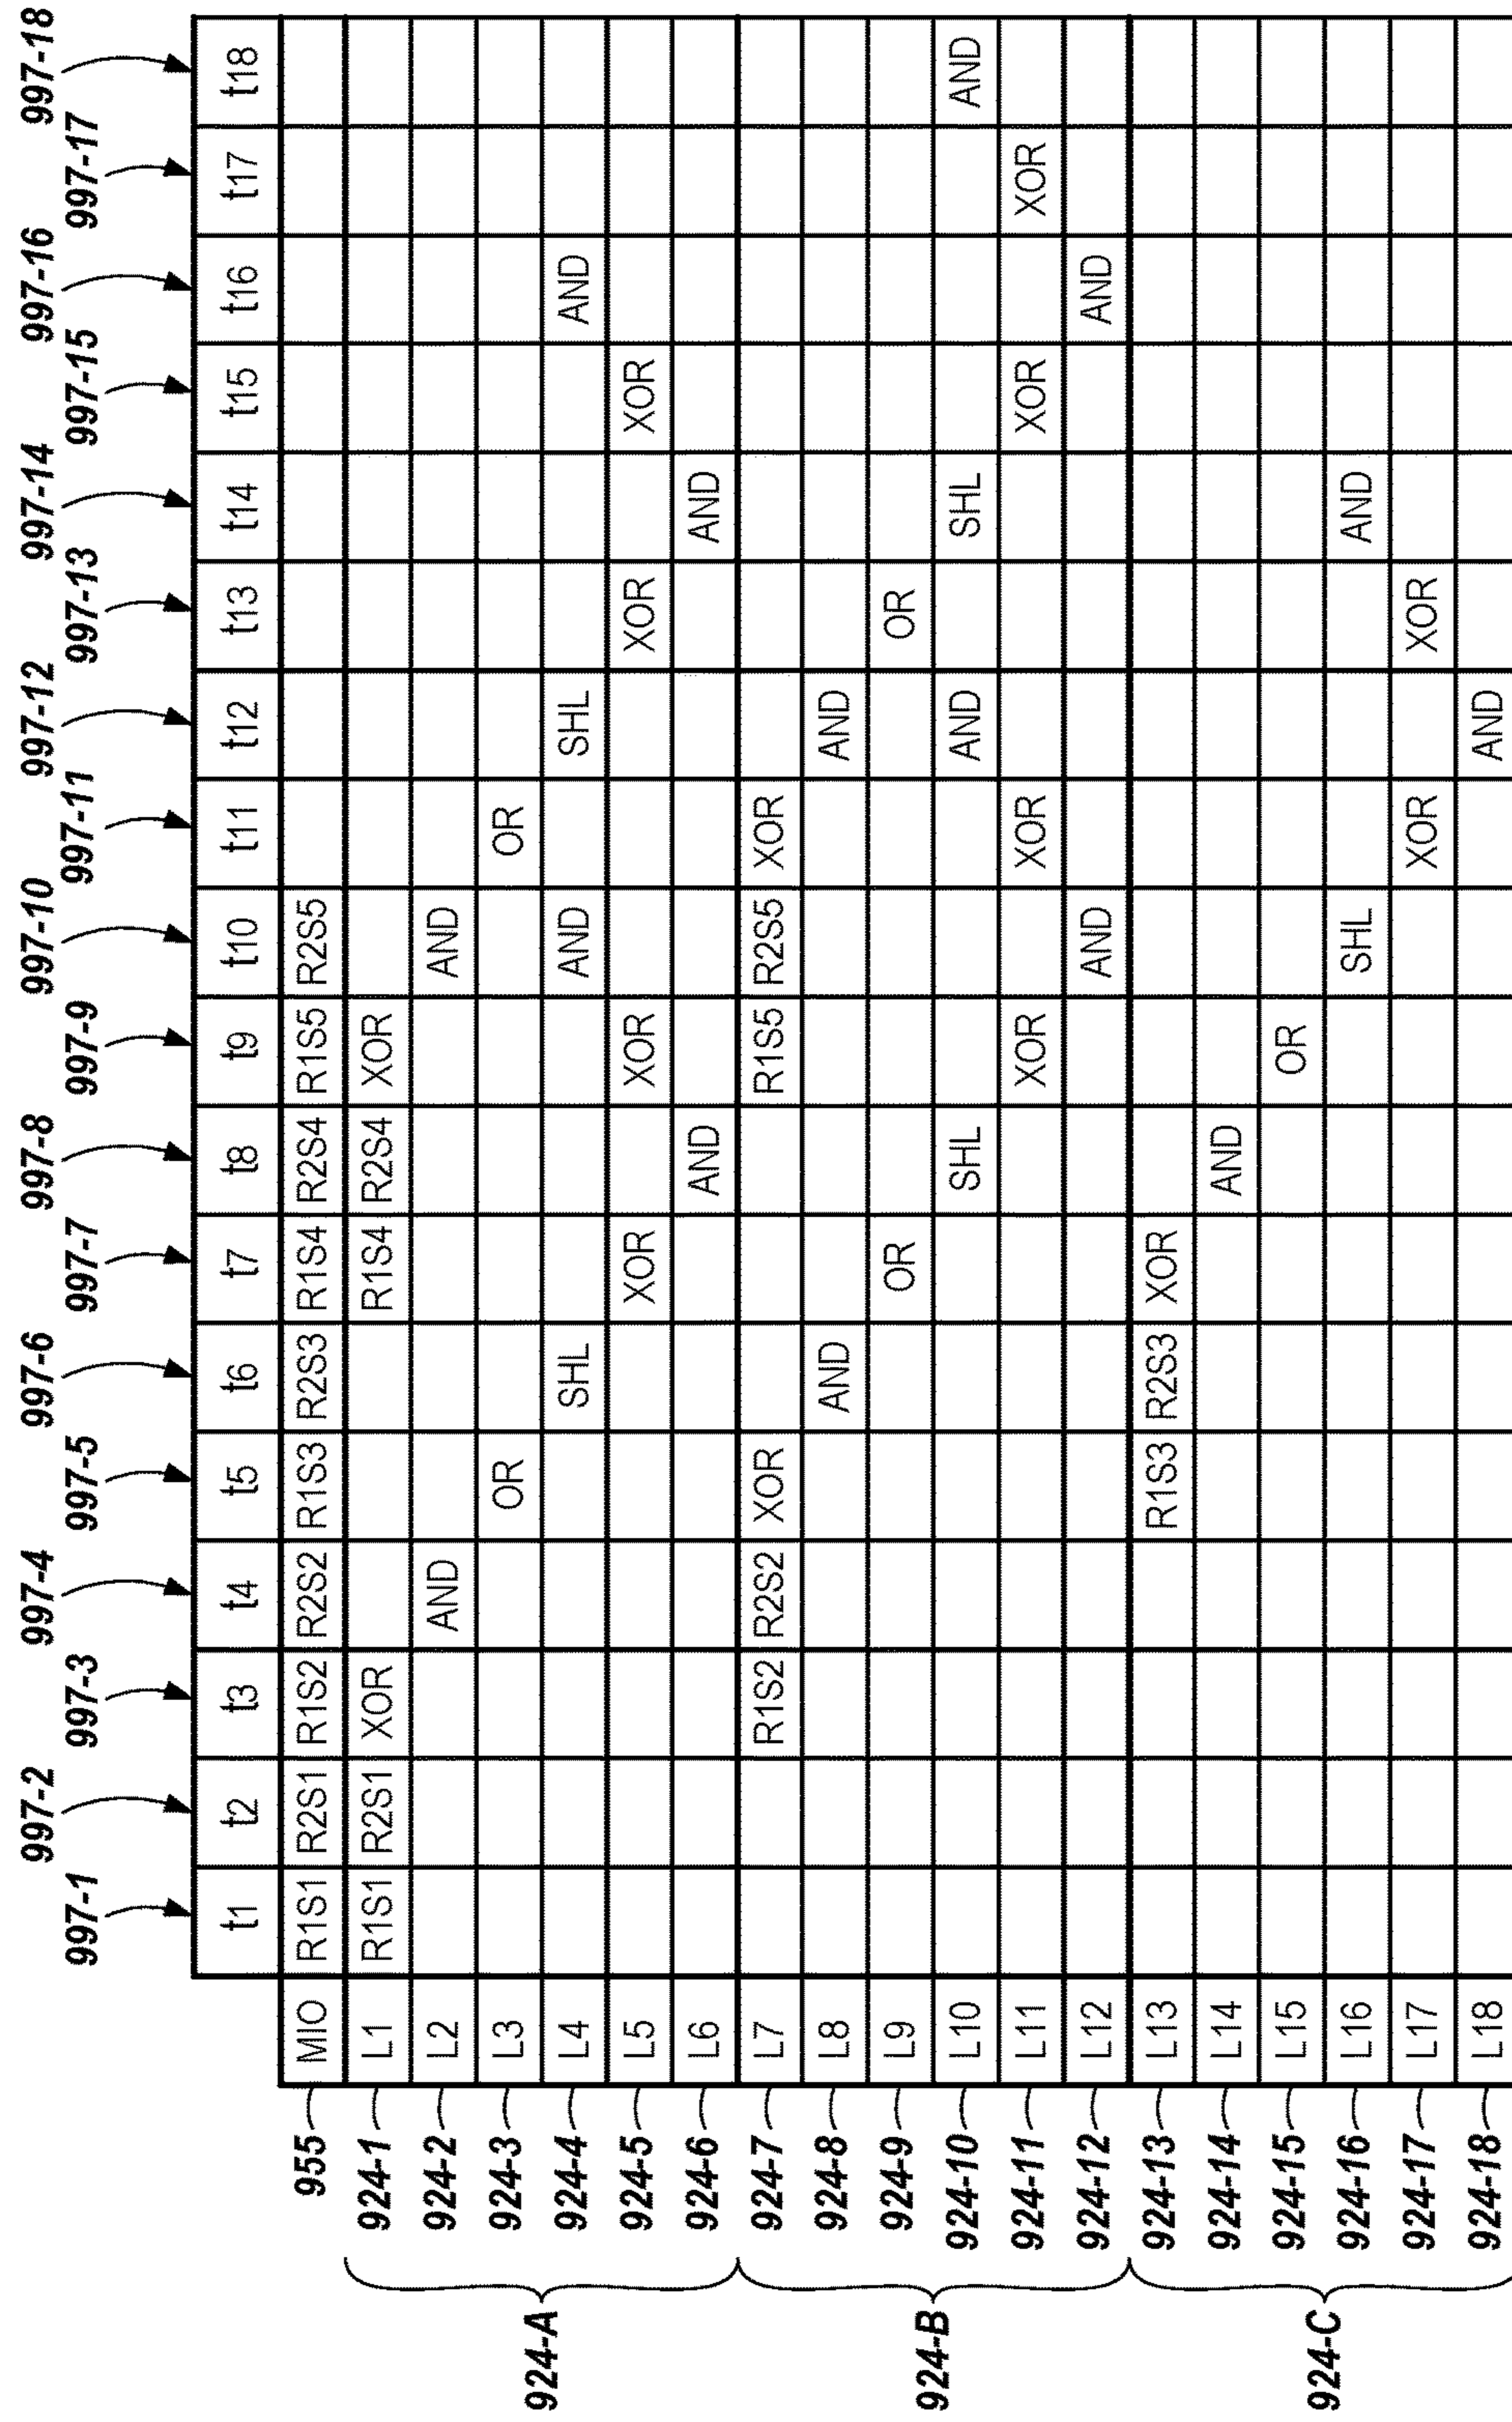 997-1 997-2 997-3 997-4 997-5 997-6 997-7 997-8 997-9 997-10 997-11 997-12 997-13 997-14 997-15 997-16 997-17 997-18
t1 t2 t3 t4 t5 t6 t7 t8 t9 t10 t11 t12 t13 t14 t15 t16 t17 t18
955 MIO R1S1 R2S1 R1S2 R2S2 R1S3 R2S3 R1S4 R2S4 R1S5 R2S5
924-A
924-1 L1 R1S1 R2S1 XOR R1S4 R2S4 XOR
924-2 L2 AND AND
924-3 L3 OR OR
924-4 L4 SHL AND SHL AND
924-5 L5 XOR XOR XOR XOR
924-6 L6 AND AND
924-B
924-7 L7 R1S2 R2S2 XOR R1S5 R2S5 XOR
924-8 L8 AND AND
924-9 L9 OR OR
924-10 L10 SHL AND SHL AND
924-11 L11 XOR XOR XOR XOR
924-12 L12 AND AND
924-C
924-13 L13 R1S3 R2S3 XOR
924-14 L14 AND
924-15 L15 OR
924-16 L16 SHL AND
924-17 L17 XOR XOR
924-18 L18 AND